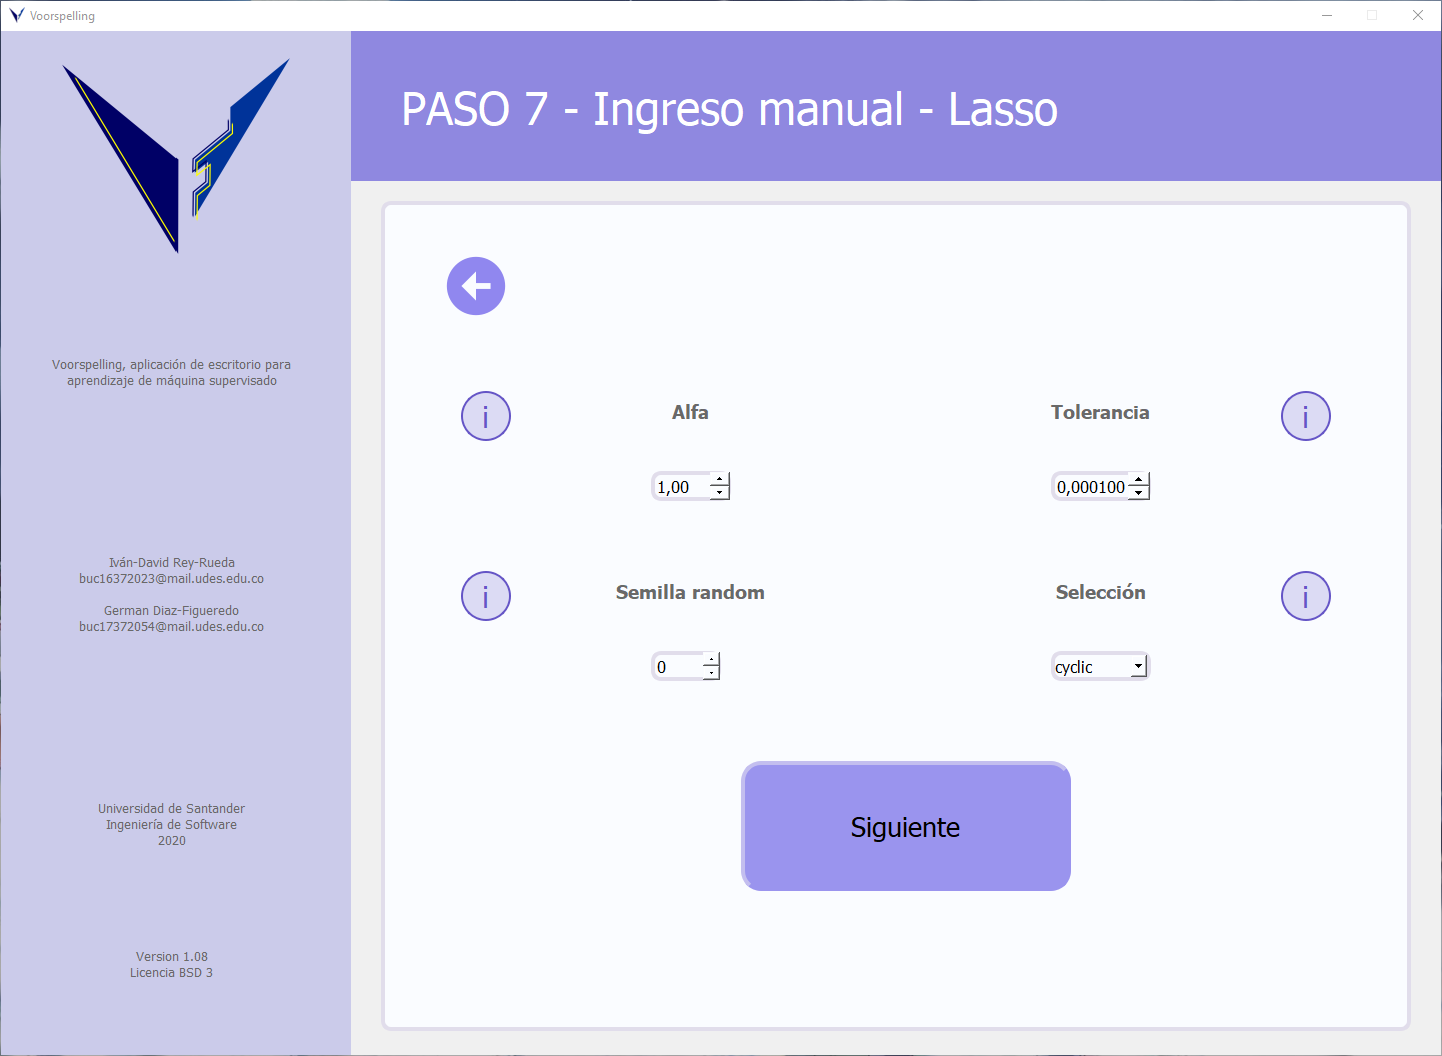 Voorspelling
PASO 7 - Ingreso manual - Lasso
Voorspelling, aplicación de escritorio para
aprendizaje de máquina supervisado
Iván-David Rey-Rueda
buc16372023@mail.udes.edu.co
German Diaz-Figueredo
buc17372054@mail.udes.edu.co
Universidad de Santander
Ingeniería de Software
2020
Version 1.08
Licencia BSD 3
i
Alfa
1,00
Tolerancia
0,000100
i
i
Semilla random
0
Selección
cyclic
i
Siguiente